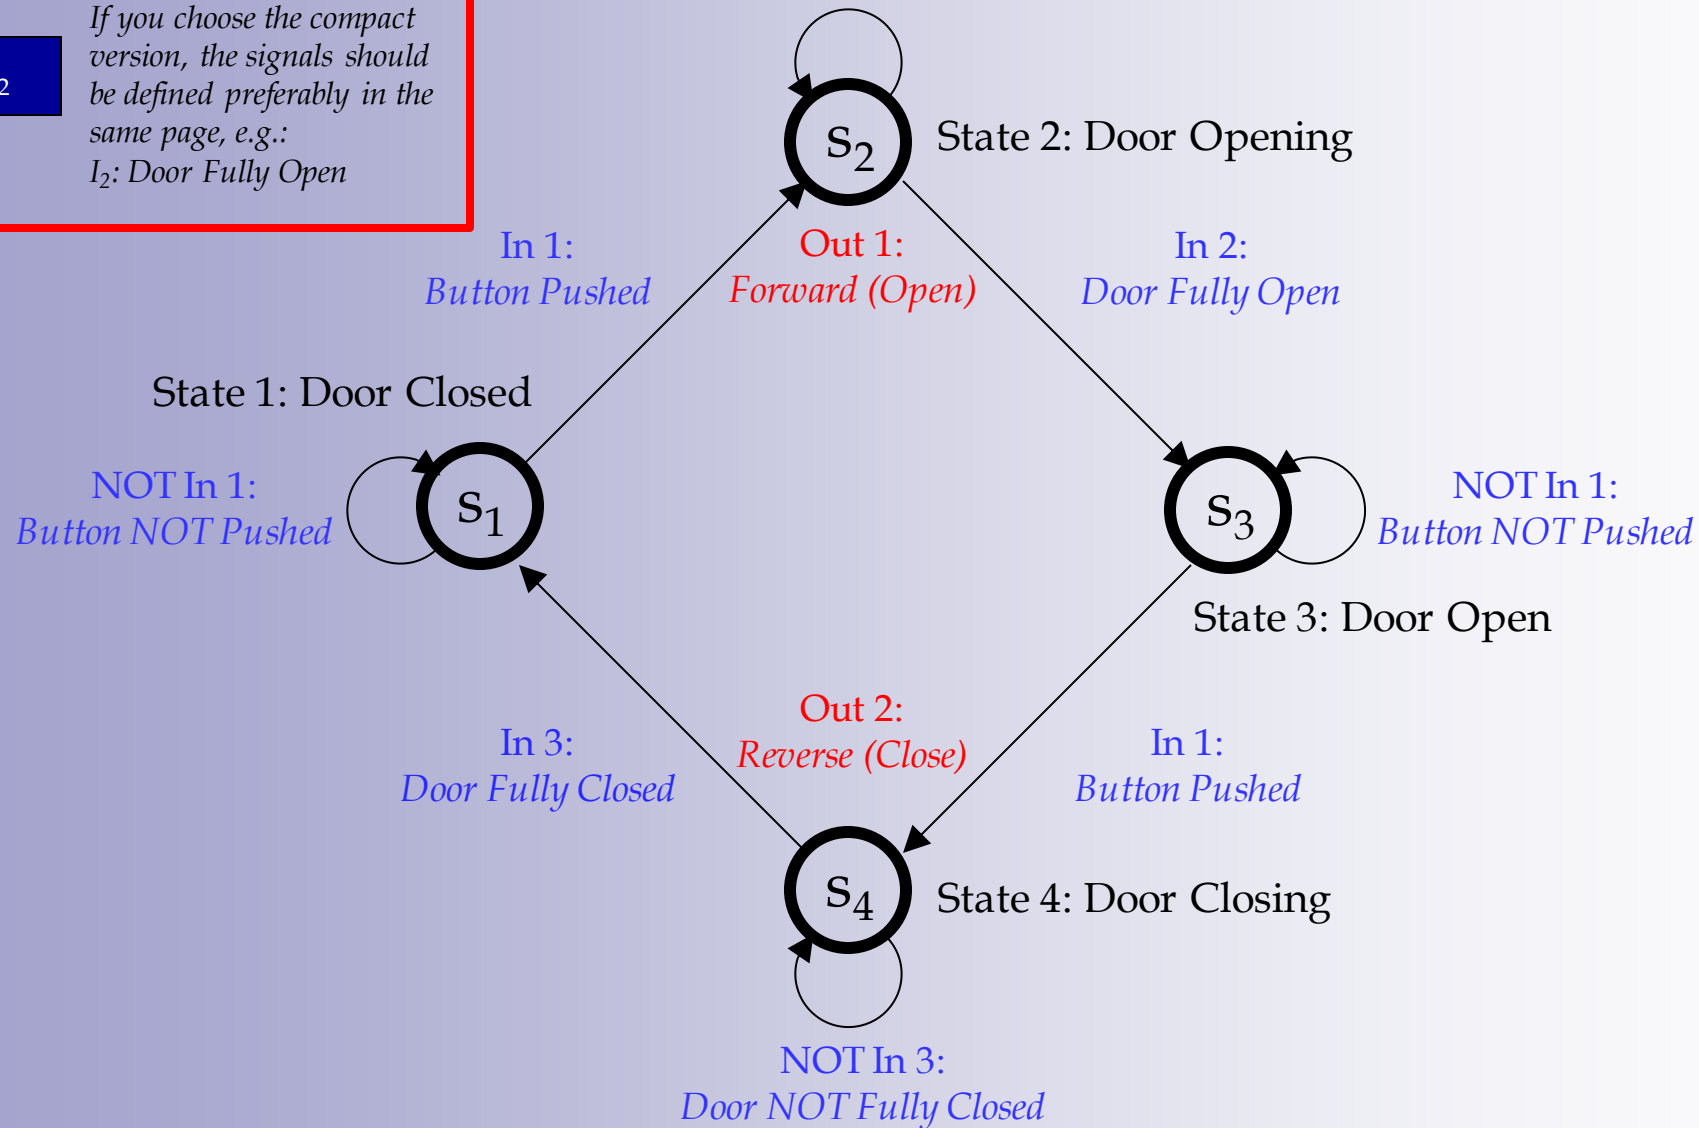 If you choose the compact
version, the signals should
be defined preferably in the
same page, e.g.:
I₂: Door Fully Open
2
S₂
State 2: Door Opening
In 1:
Button Pushed
Out 1:
Forward (Open)
In 2:
Door Fully Open
State 1: Door Closed
NOT In 1:
Button NOT Pushed
S₁
S₃
NOT In 1:
Button NOT Pushed
State 3: Door Open
In 3:
Door Fully Closed
Out 2:
Reverse (Close)
In 1:
Button Pushed
S₄
State 4: Door Closing
NOT In 3:
Door NOT Fully Closed